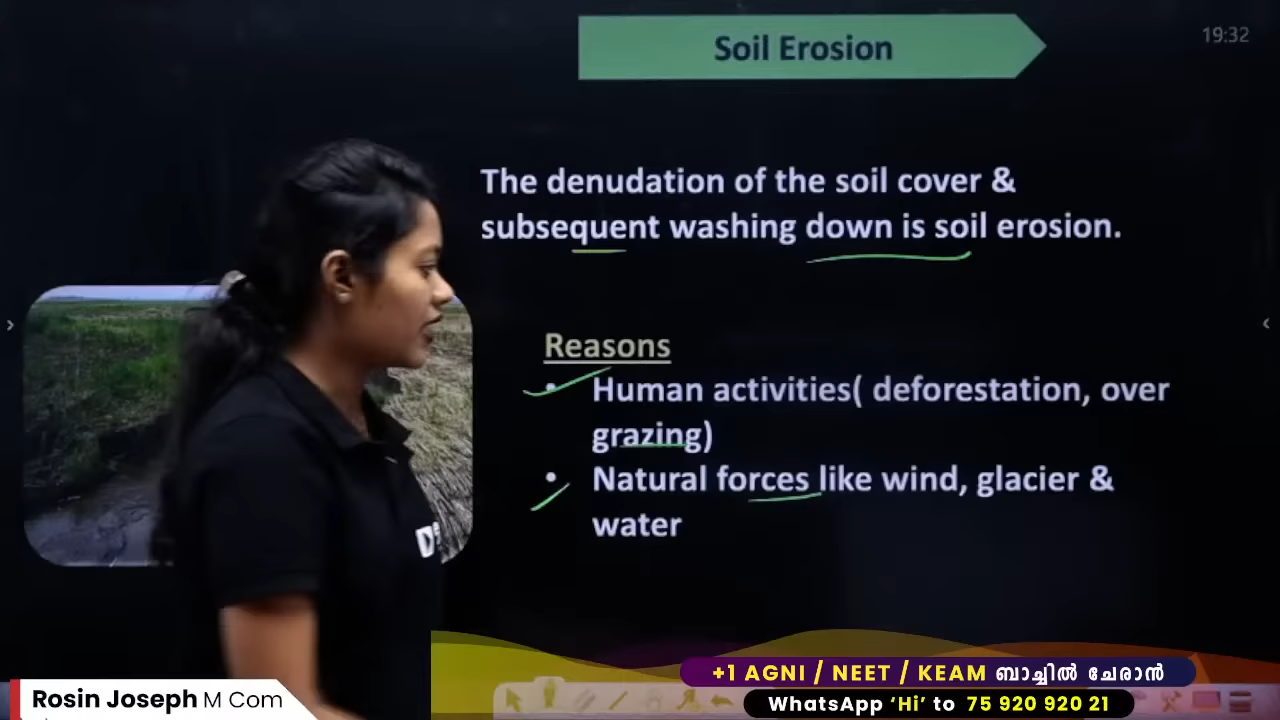 Soil Erosion
19:32
The denudation of the soil cover &
subsequent washing down is soil erosion.
Reasons
• Human activities( deforestation, over
grazing)
• Natural forces like wind, glacier &
water
Rosin Joseph M Com
+1 AGNI / NEET / KEAM ബാച്ചിൽ ചേരാൻ
WhatsApp ‘Hi’ to 75 920 920 21